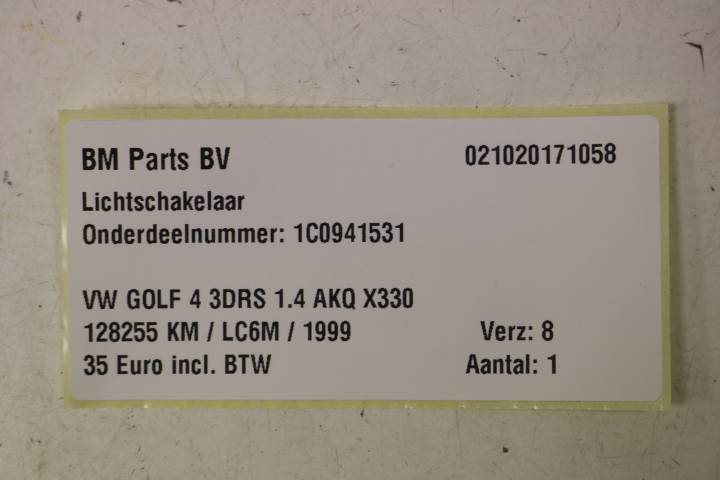 BM Parts BV 021020171058
Lichtschakelaar
Onderdeelnummer: 1C0941531
VW GOLF 4 3DRS 1.4 AKQ X330
128255 KM / LC6M / 1999 Verz: 8
35 Euro incl. BTW Aantal: 1